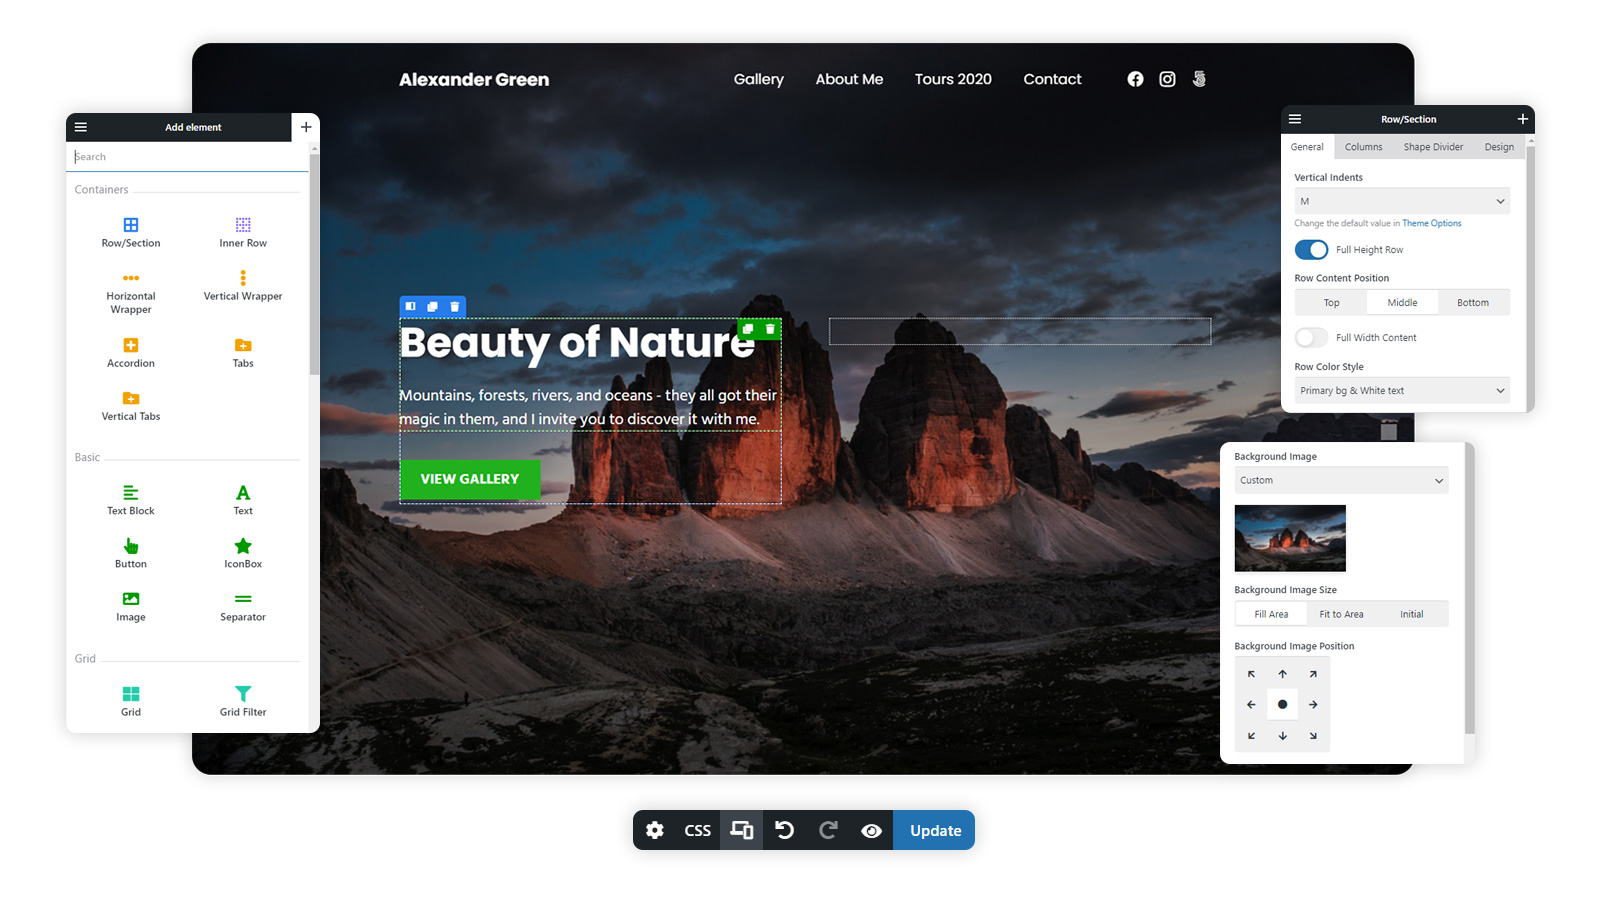 Alexander Green
Gallery
About Me
Tours 2020
Contact
Add element
Search
Containers
Row/Section
Inner Row
Horizontal
Wrapper
Vertical Wrapper
Accordion
Tabs
Vertical Tabs
Basic
Text Block
Text
Button
IconBox
Image
Separator
Grid
Grid
Grid Filter
Beauty of Nature
Mountains, forests, rivers, and oceans - they all got their
magic in them, and I invite you to discover it with me.
VIEW GALLERY
Row/Section
General
Columns
Shape Divider
Design
Vertical Indents
M
Change the default value in Theme Options
Full Height Row
Row Content Position
Top
Middle
Bottom
Full Width Content
Row Color Style
Primary bg & White text
Background Image
Custom
Background Image Size
Fill Area
Fit to Area
Initial
Background Image Position
CSS
Update